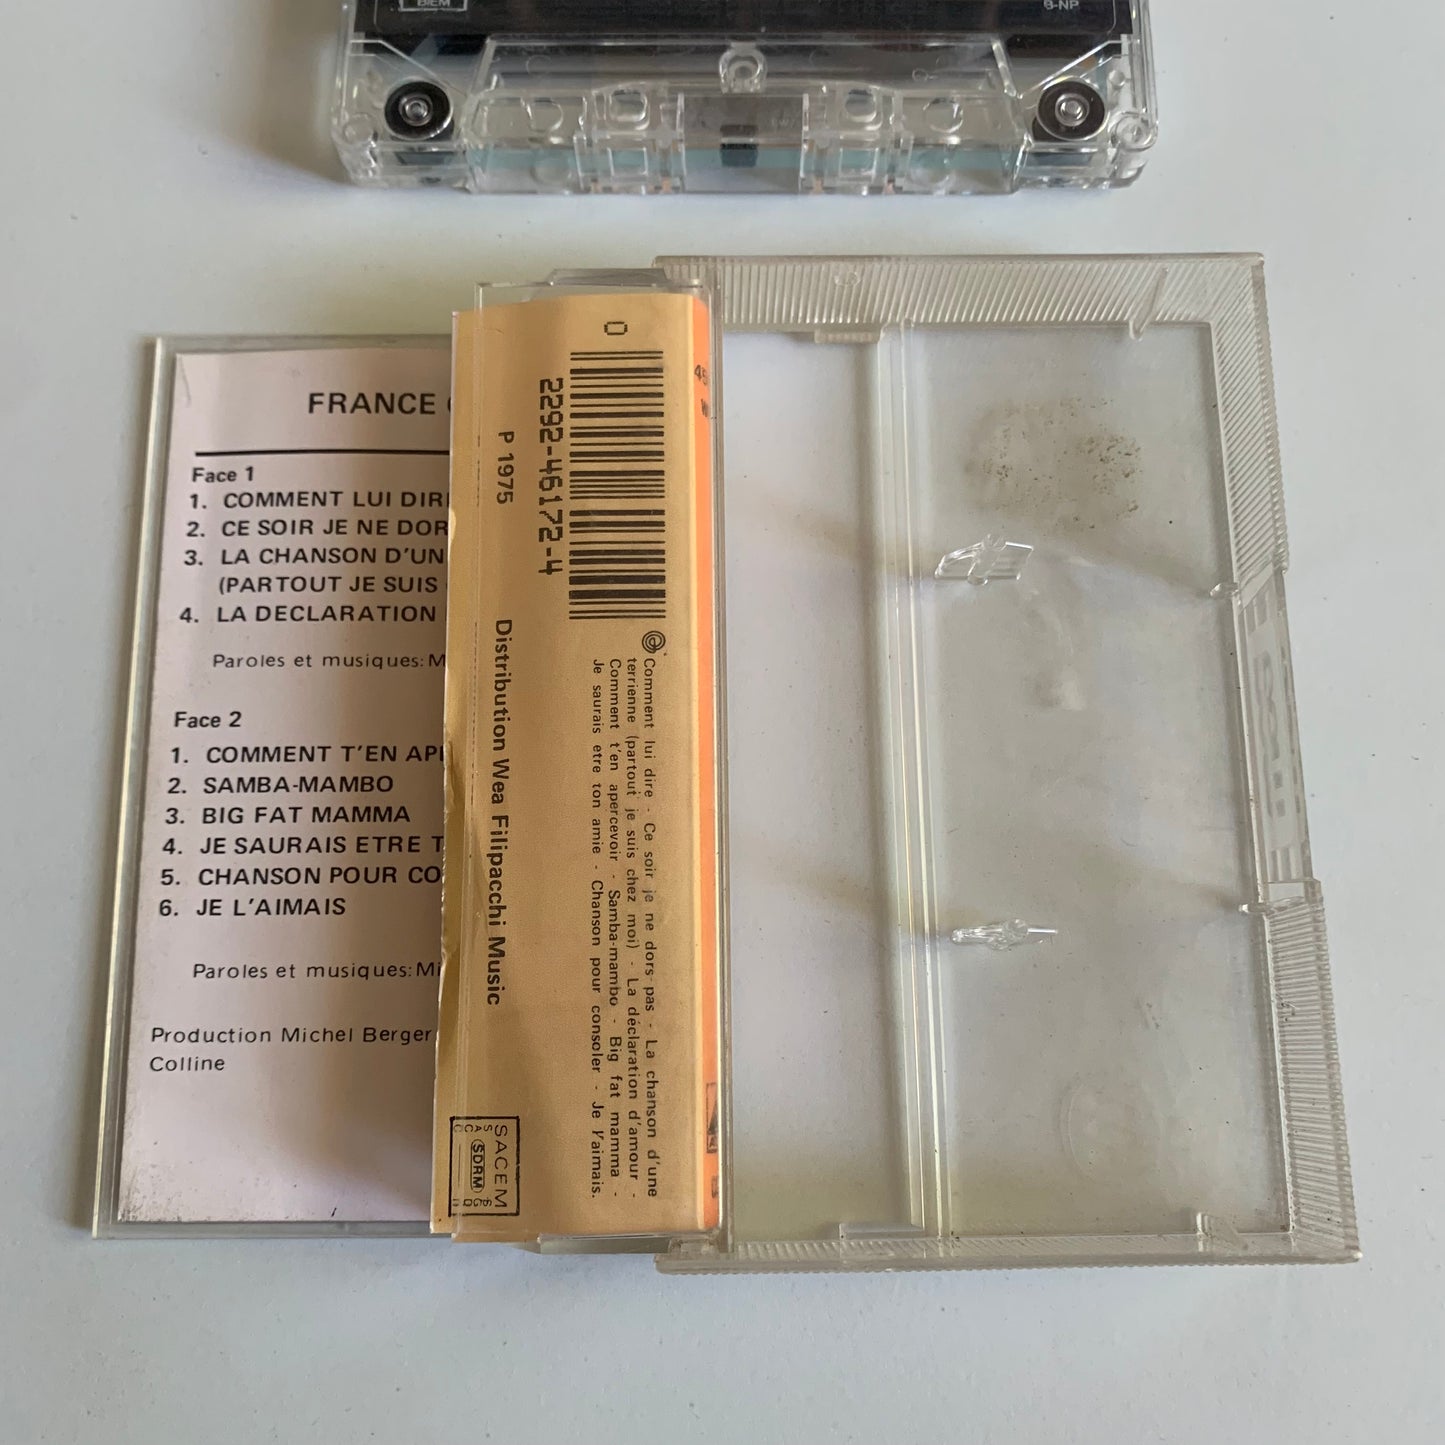 BIEM
B-NP
FRANCE
Face 1
1. COMMENT LUI DIR
2. CE SOIR JE NE DOR
3. LA CHANSON D'UN
(PARTOUT JE SUIS
4. LA DECLARATION
Paroles et musiques: M
Face 2
1. COMMENT T'EN APE
2. SAMBA-MAMBO
3. BIG FAT MAMMA
4. JE SAURAIS ETRE T
5. CHANSON POUR CO
6. JE L'AIMAIS
Paroles et musiques: Mi
Production Michel Berger
Colline
0
2292-46172-4
P 1975
Distribution Wea Filipacchi Music
Comment lui dire - Ce soir je ne dors pas - La chanson d'une
terrienne (partout je suis chez moi) - La déclaration d'amour -
Comment t'en apercevoir - Samba-mambo - Big fat mamma -
Je saurais etre ton amie - Chanson pour consoler - Je l'aimais.
SACEM
SDRM
45